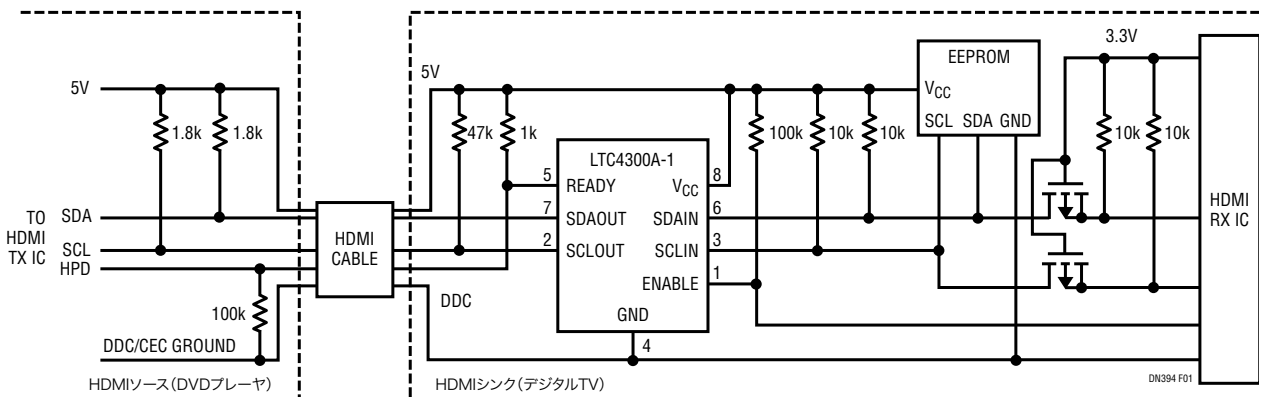 5V
1.8k
1.8k
TO
HDMI
TX IC
SDA
SCL
HPD
100k
DDC/CEC GROUND
HDMIソース(DVDプレーヤ)
HDMI
CABLE
5V
47k
1k
DDC
LTC4300A-1
5
READY
7
SDAOUT
2
SCLOUT
VCC
8
SDAIN
6
SCLIN
3
ENABLE
1
GND
4
100k
10k
10k
EEPROM
VCC
SCL SDA GND
3.3V
10k
10k
HDMI
RX IC
HDMIシンク(デジタルTV)
DN394 F01